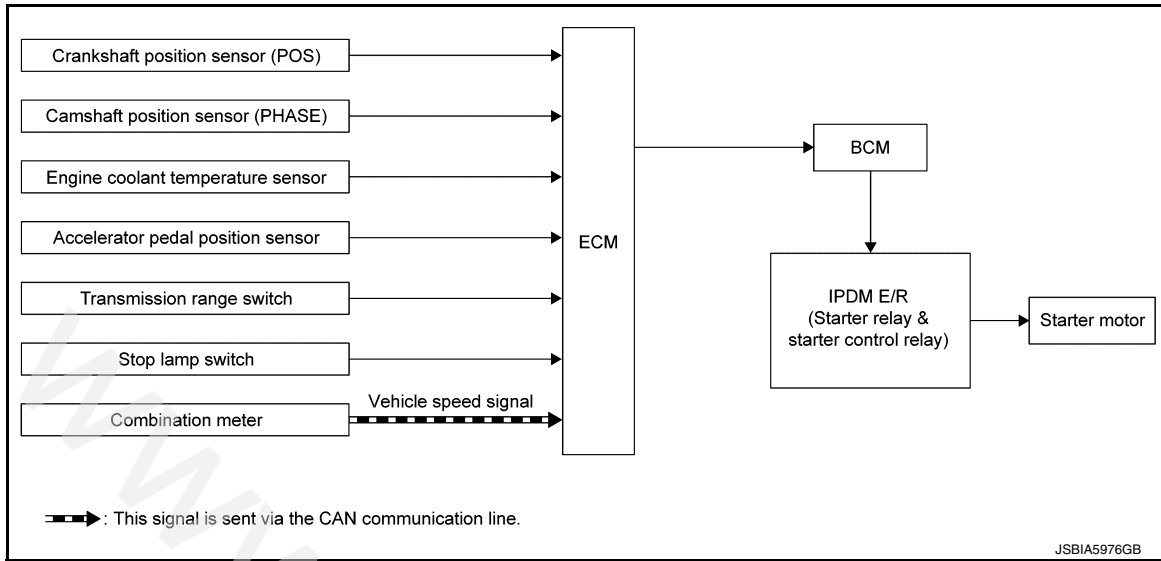 Crankshaft position sensor (POS)
Camshaft position sensor (PHASE)
Engine coolant temperature sensor
Accelerator pedal position sensor
Transmission range switch
Stop lamp switch
Combination meter
Vehicle speed signal
ECM
BCM
IPDM E/R
(Starter relay &
starter control relay)
Starter motor
: This signal is sent via the CAN communication line.
JSBIA5976GB
www